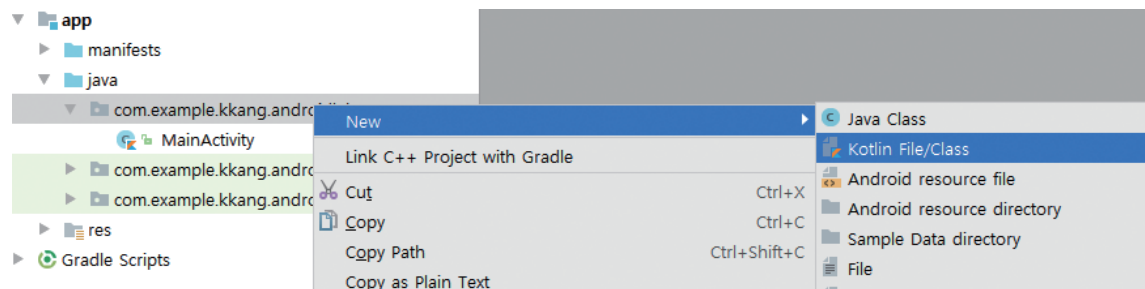 app
manifests
java
com.example.kkang.andro
MainActivity
com.example.kkang.andro
com.example.kkang.andro
res
Gradle Scripts
New
Link C++ Project with Gradle
Cut Ctrl+X
Copy Ctrl+C
Copy Path Ctrl+Shift+C
Copy as Plain Text
Java Class
Kotlin File/Class
Android resource file
Android resource directory
Sample Data directory
File